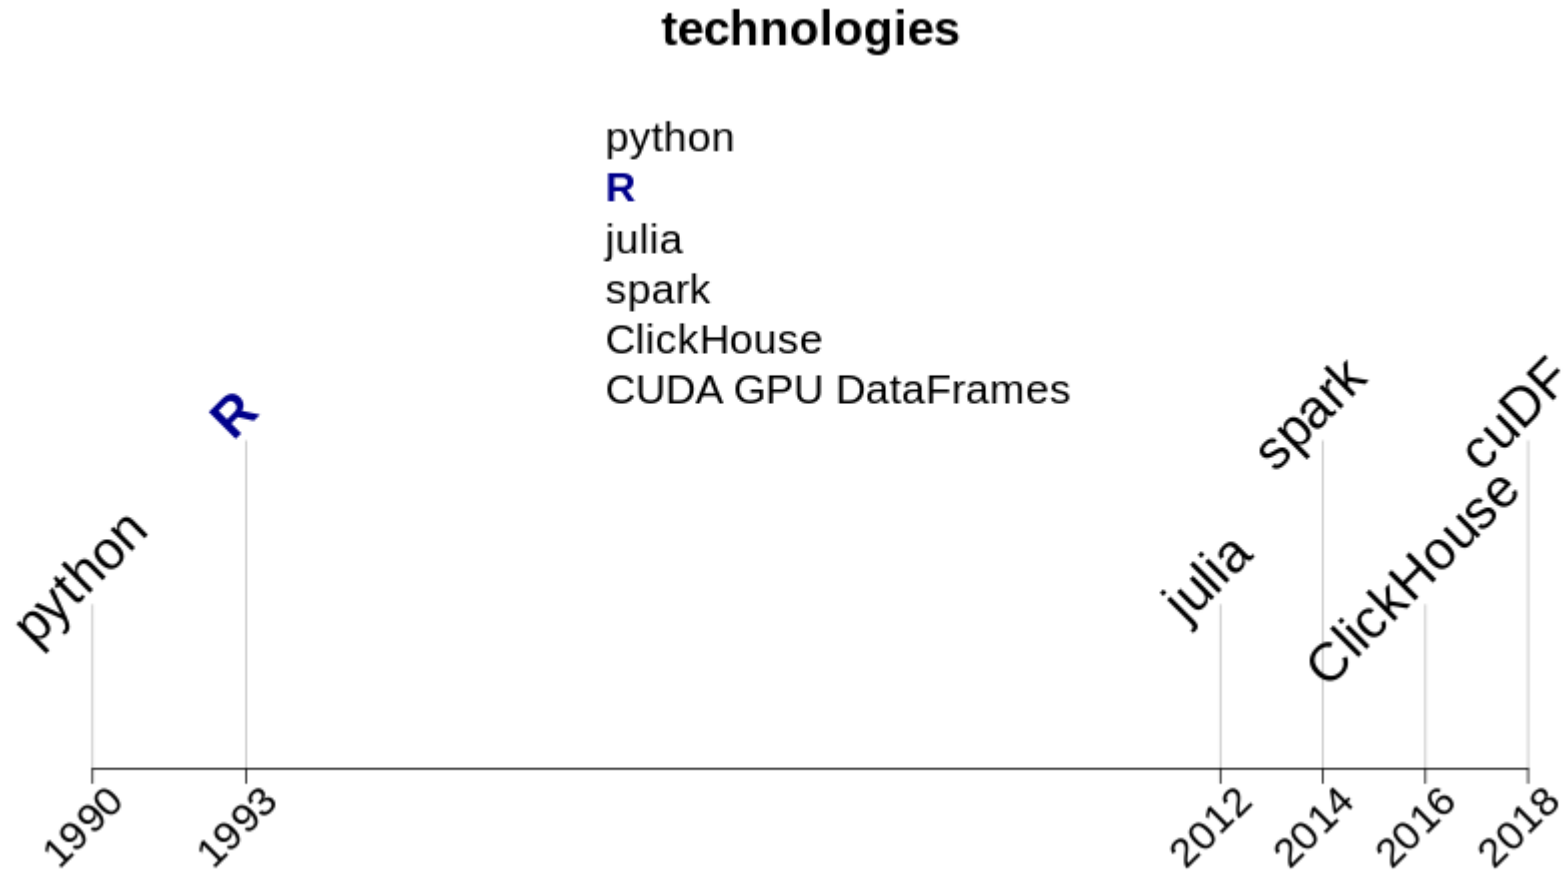 technologies
python
R
julia
spark
ClickHouse
CUDA GPU DataFrames
python
R
julia
spark
ClickHouse
cuDF
1990
1993
2012
2014
2016
2018